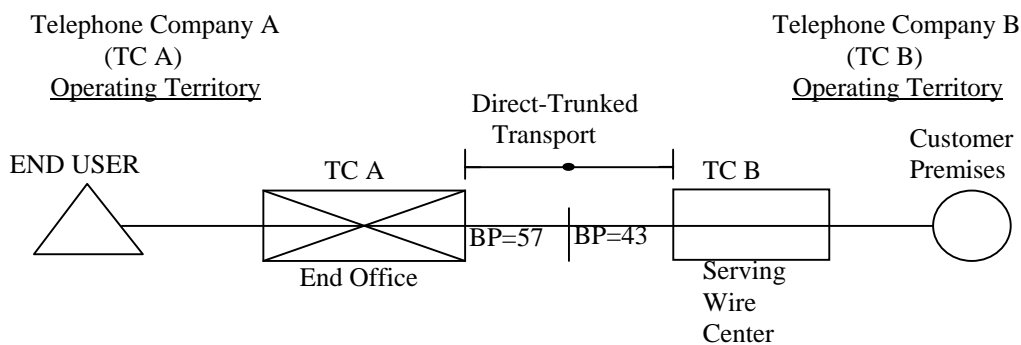 Telephone Company A
(TC A)
Operating Territory
Telephone Company B
(TC B)
Operating Territory
Direct-Trunked
Transport
Customer
Premises
END USER
TC A
TC B
BP=57
BP=43
End Office
Serving
Wire
Center